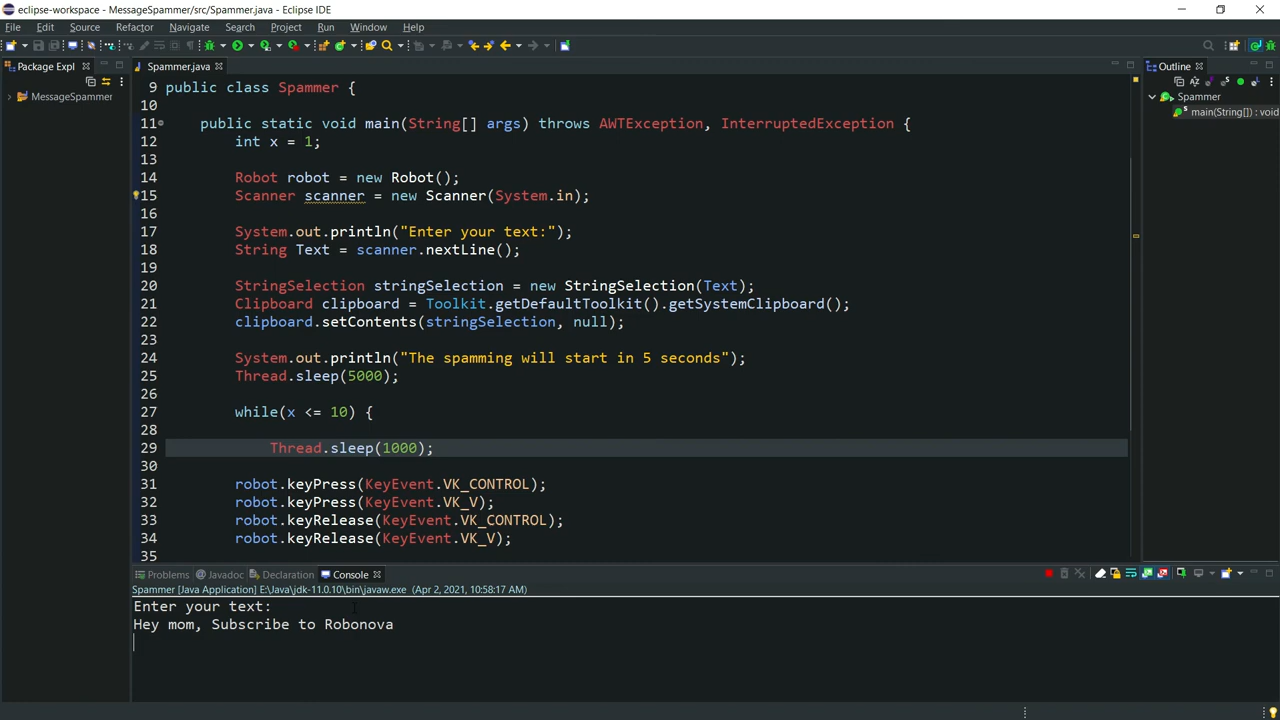 eclipse-workspace - MessageSpammer/src/Spammer.java - Eclipse IDE
File Edit Source Refactor Navigate Search Project Run Window Help
Package Expl
Spammer.java
Outline
MessageSpammer
Spammer
main(String[]) : void
9 public class Spammer {
10
11 public static void main(String[] args) throws AWTException, InterruptedException {
12 int x = 1;
13
14 Robot robot = new Robot();
15 Scanner scanner = new Scanner(System.in);
16
17 System.out.println("Enter your text:");
18 String Text = scanner.nextLine();
19
20 StringSelection stringSelection = new StringSelection(Text);
21 Clipboard clipboard = Toolkit.getDefaultToolkit().getSystemClipboard();
22 clipboard.setContents(stringSelection, null);
23
24 System.out.println("The spamming will start in 5 seconds");
25 Thread.sleep(5000);
26
27 while(x <= 10) {
28
29 Thread.sleep(1000);
30
31 robot.keyPress(KeyEvent.VK_CONTROL);
32 robot.keyPress(KeyEvent.VK_V);
33 robot.keyRelease(KeyEvent.VK_CONTROL);
34 robot.keyRelease(KeyEvent.VK_V);
35
Problems Javadoc Declaration Console
Spammer [Java Application] E:\Java\jdk-11.0.10\bin\javaw.exe (Apr 2, 2021, 10:58:17 AM)
Enter your text:
Hey mom, Subscribe to Robonova